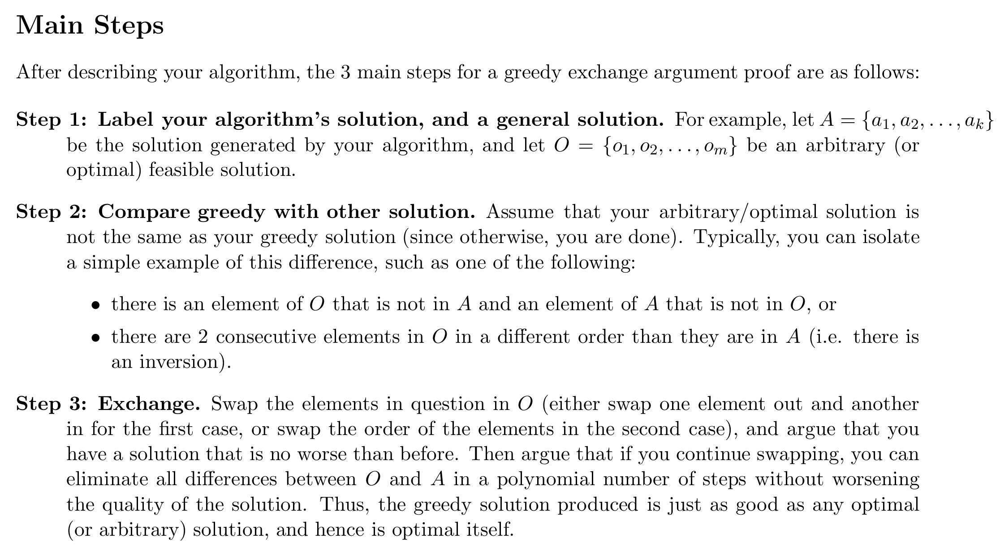 Main Steps
After describing your algorithm, the 3 main steps for a greedy exchange argument proof are as follows:
Step 1: Label your algorithm's solution, and a general solution. For example, let A = {a₁, a₂, . . . , aₖ}
be the solution generated by your algorithm, and let O = {o₁, o₂, . . . , oₘ} be an arbitrary (or
optimal) feasible solution.
Step 2: Compare greedy with other solution. Assume that your arbitrary/optimal solution is
not the same as your greedy solution (since otherwise, you are done). Typically, you can isolate
a simple example of this difference, such as one of the following:
• there is an element of O that is not in A and an element of A that is not in O, or
• there are 2 consecutive elements in O in a different order than they are in A (i.e. there is
an inversion).
Step 3: Exchange. Swap the elements in question in O (either swap one element out and another
in for the first case, or swap the order of the elements in the second case), and argue that you
have a solution that is no worse than before. Then argue that if you continue swapping, you can
eliminate all differences between O and A in a polynomial number of steps without worsening
the quality of the solution. Thus, the greedy solution produced is just as good as any optimal
(or arbitrary) solution, and hence is optimal itself.